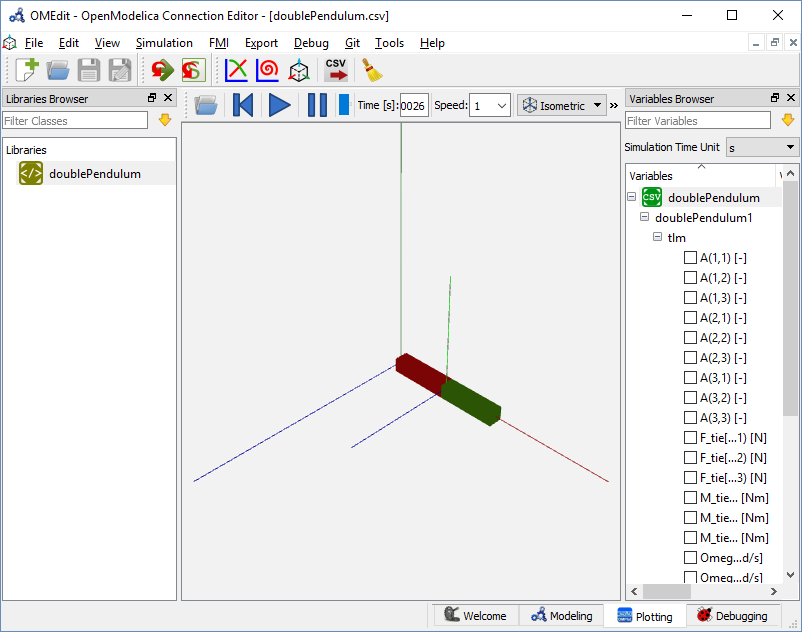 OMEdit - OpenModelica Connection Editor - [doublePendulum.csv]
File Edit View Simulation FMI Export Debug Git Tools Help
CSV
Libraries Browser
Filter Classes
Libraries
</> doublePendulum
Time [s]: 0026 Speed: 1 Isometric »
Variables Browser
Filter Variables
Simulation Time Unit s
Variables
CSV doublePendulum
doublePendulum1
tlm
A(1,1) [-]
A(1,2) [-]
A(1,3) [-]
A(2,1) [-]
A(2,2) [-]
A(2,3) [-]
A(3,1) [-]
A(3,2) [-]
A(3,3) [-]
F_tie[...1) [N]
F_tie[...2) [N]
F_tie[...3) [N]
M_tie... [Nm]
M_tie... [Nm]
M_tie... [Nm]
Omeg...d/s]
Omeg...d/s]
Welcome Modeling Plotting Debugging